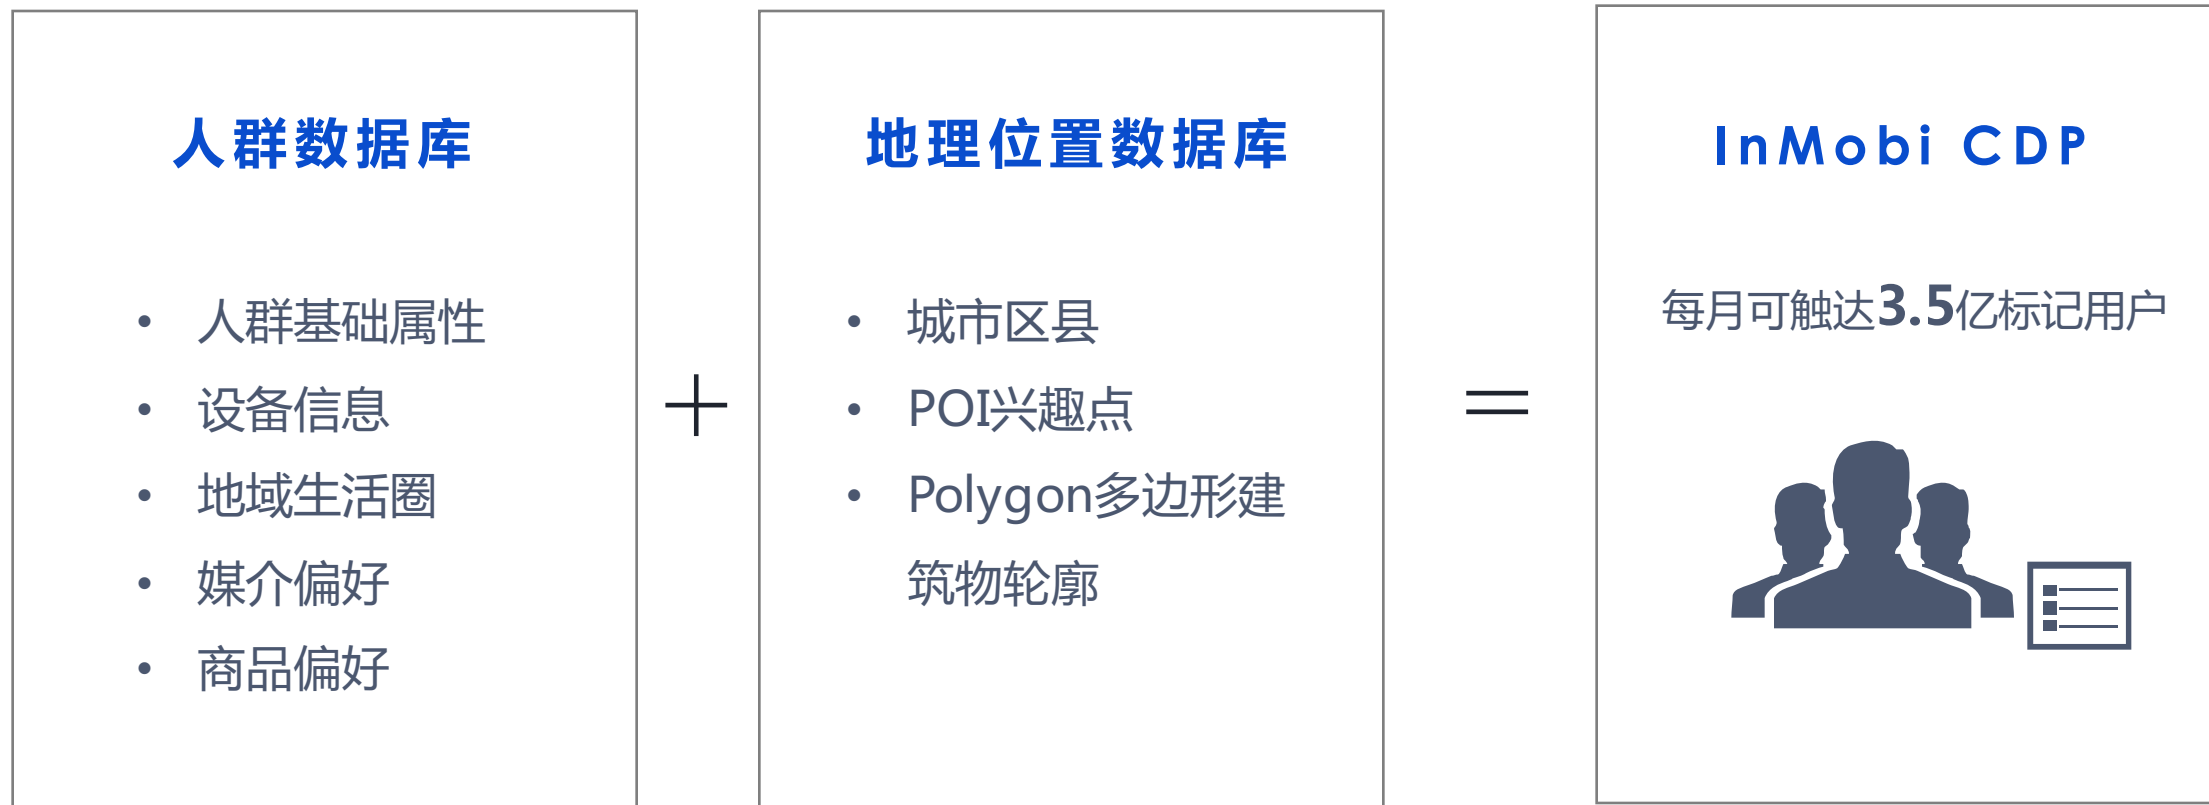 人群数据库
• 人群基础属性
• 设备信息
• 地域生活圈
• 媒介偏好
• 商品偏好
+
地理位置数据库
• 城市区县
• POI兴趣点
• Polygon多边形建
筑物轮廓
=
InMobi CDP
每月可触达3.5亿标记用户